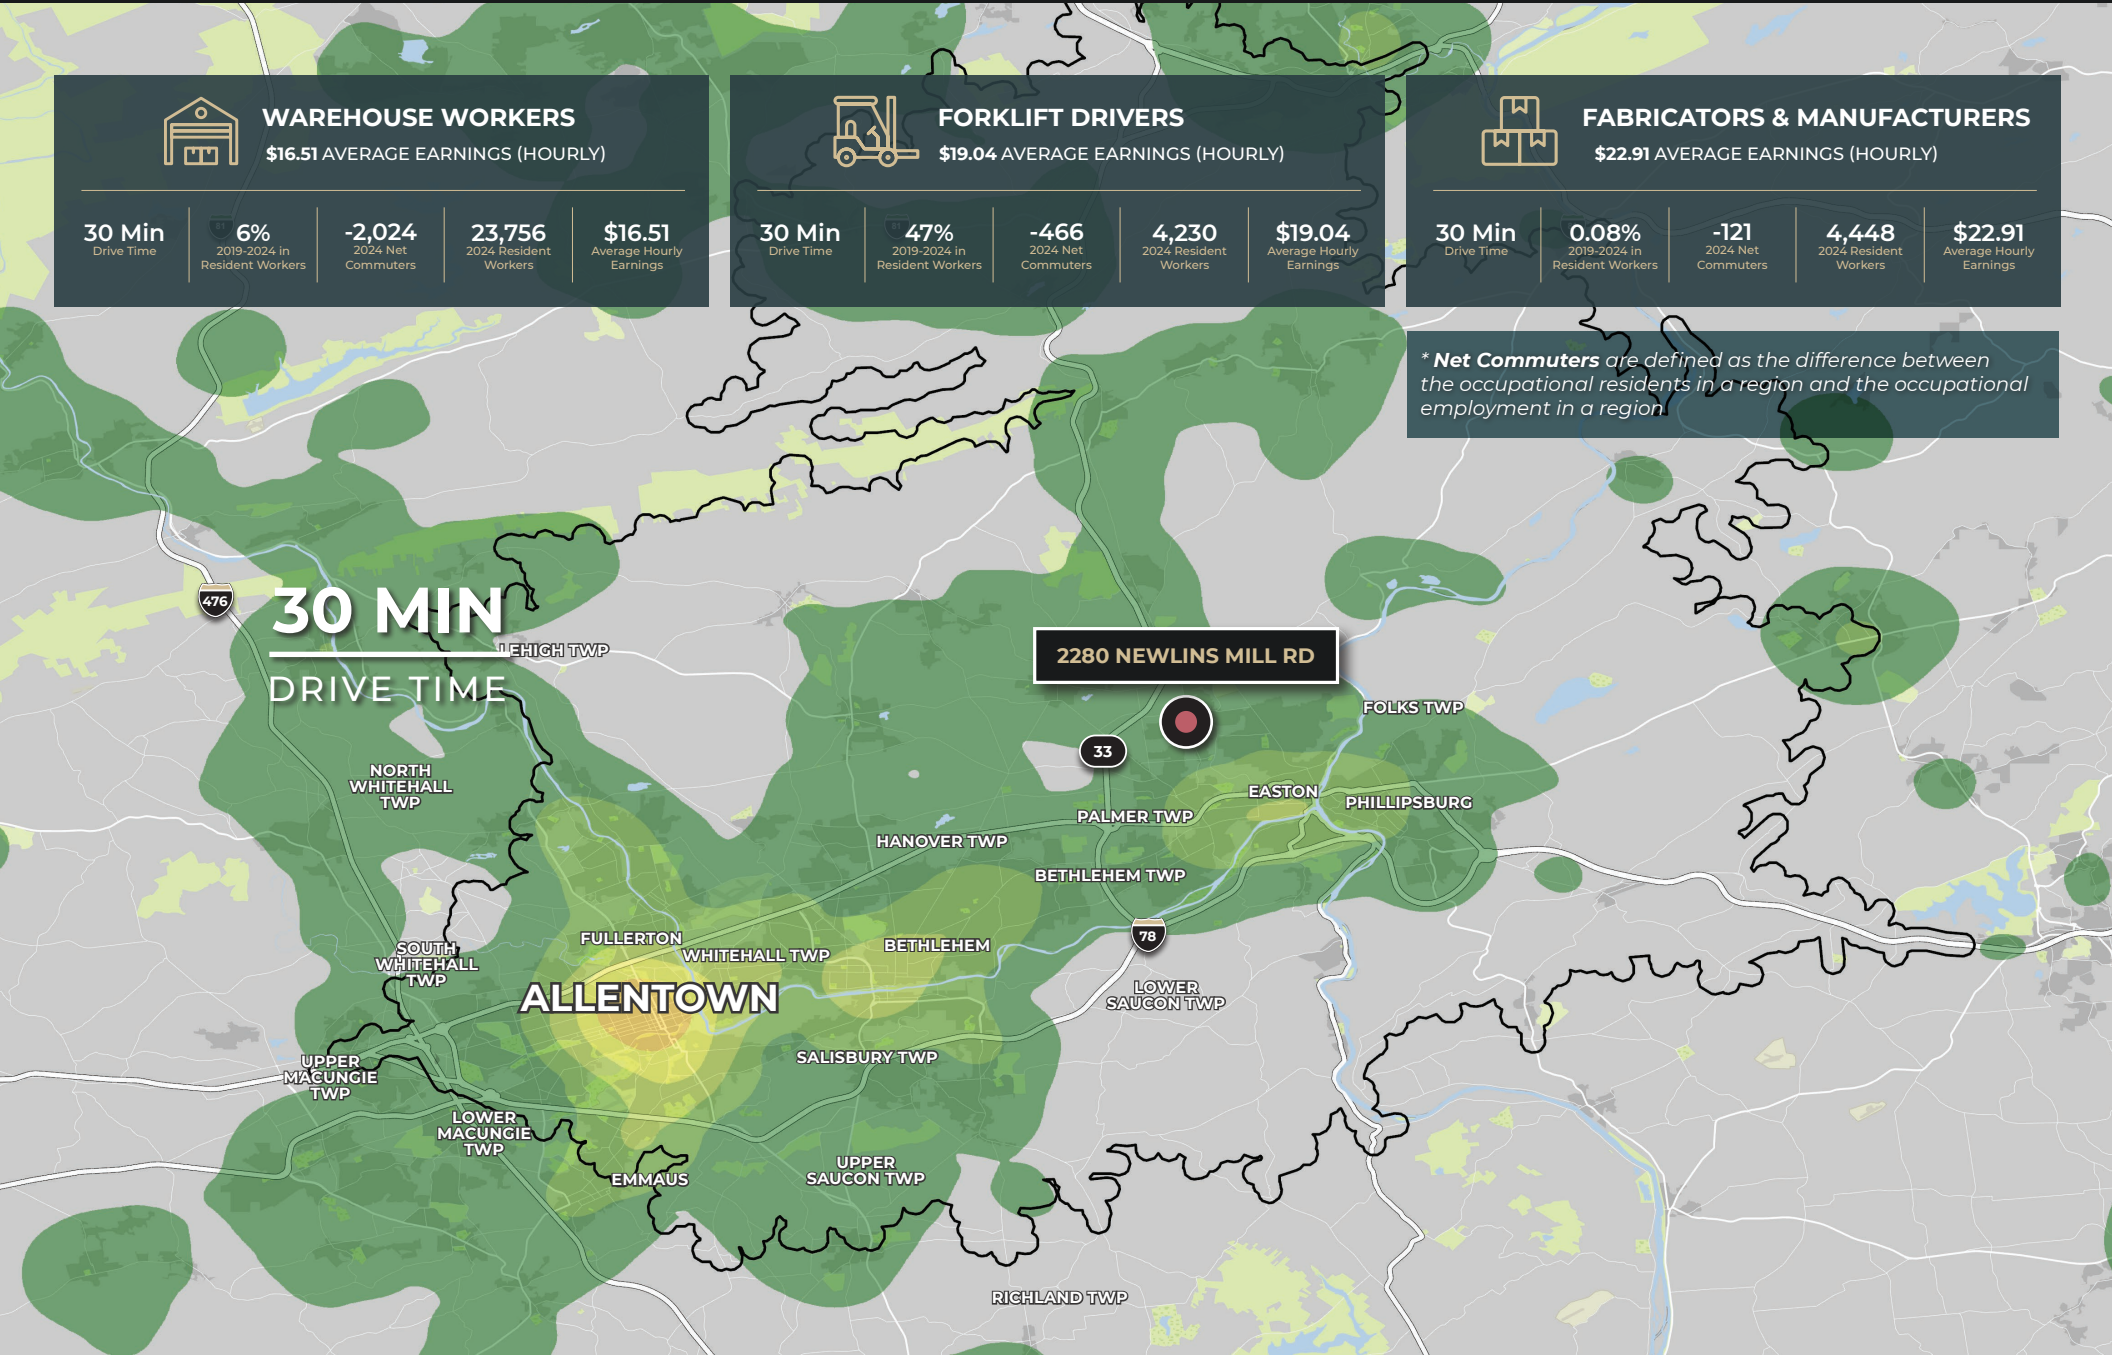 WAREHOUSE WORKERS
$16.51 AVERAGE EARNINGS (HOURLY)
30 Min
Drive Time
6%
2019-2024 in
Resident Workers
-2,024
2024 Net
Commuters
23,756
2024 Resident
Workers
$16.51
Average Hourly
Earnings
FORKLIFT DRIVERS
$19.04 AVERAGE EARNINGS (HOURLY)
30 Min
Drive Time
47%
2019-2024 in
Resident Workers
-466
2024 Net
Commuters
4,230
2024 Resident
Workers
$19.04
Average Hourly
Earnings
FABRICATORS & MANUFACTURERS
$22.91 AVERAGE EARNINGS (HOURLY)
30 Min
Drive Time
0.08%
2019-2024 in
Resident Workers
-121
2024 Net
Commuters
4,448
2024 Resident
Workers
$22.91
Average Hourly
Earnings
* Net Commuters are defined as the difference between
the occupational residents in a region and the occupational
employment in a region
476
30 MIN
DRIVE TIME
LEHIGH TWP
2280 NEWLINS MILL RD
FOLKS TWP
33
NORTH
WHITEHALL
TWP
EASTON
PHILLIPSBURG
PALMER TWP
HANOVER TWP
BETHLEHEM TWP
78
FULLERTON
WHITEHALL TWP
BETHLEHEM
SOUTH
WHITEHALL
TWP
ALLENTOWN
LOWER
SAUCON TWP
SALISBURY TWP
UPPER
MACUNGIE
TWP
LOWER
MACUNGIE
TWP
EMMAUS
UPPER
SAUCON TWP
RICHLAND TWP